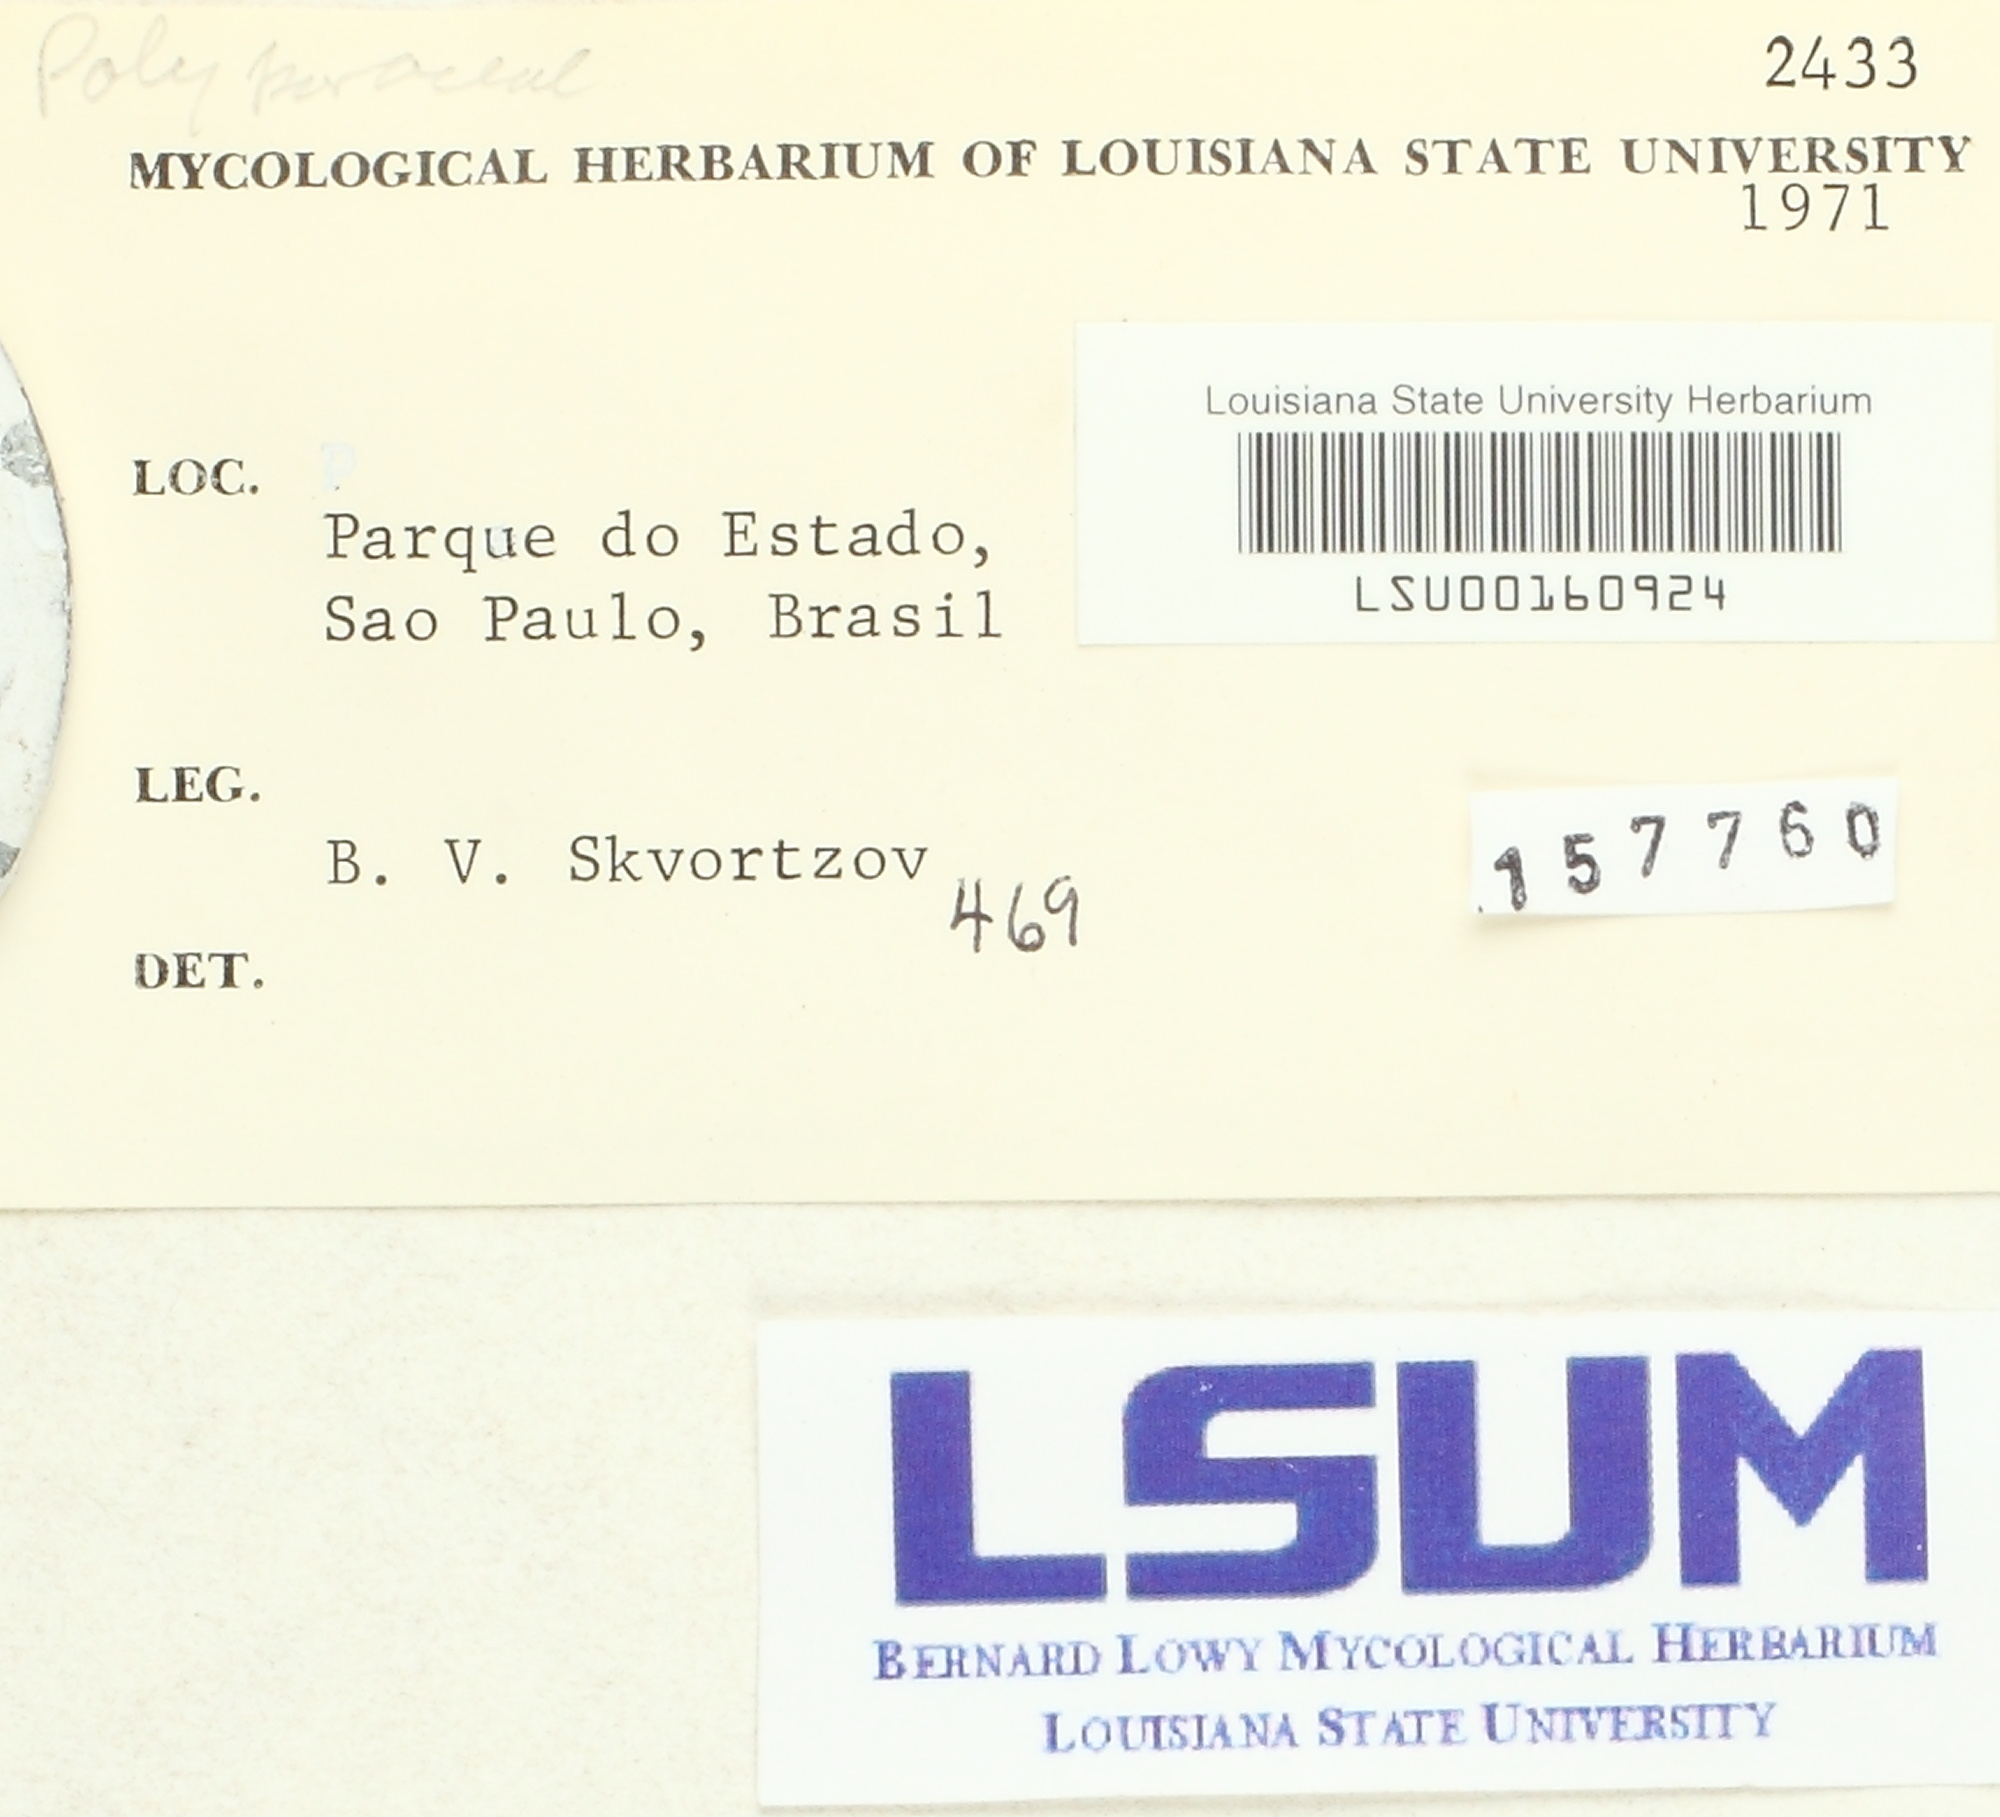 Polyporaceae
2433
MYCOLOGICAL HERBARIUM OF LOUISIANA STATE UNIVERSITY
1971
Louisiana State University Herbarium
LSU00160924
LOC. P
Parque do Estado,
Sao Paulo, Brasil
LEG.
B. V. Skvortzov 469
157760
DET.
LSUM
BERNARD LOWY MYCOLOGICAL HERBARIUM
LOUISIANA STATE UNIVERSITY